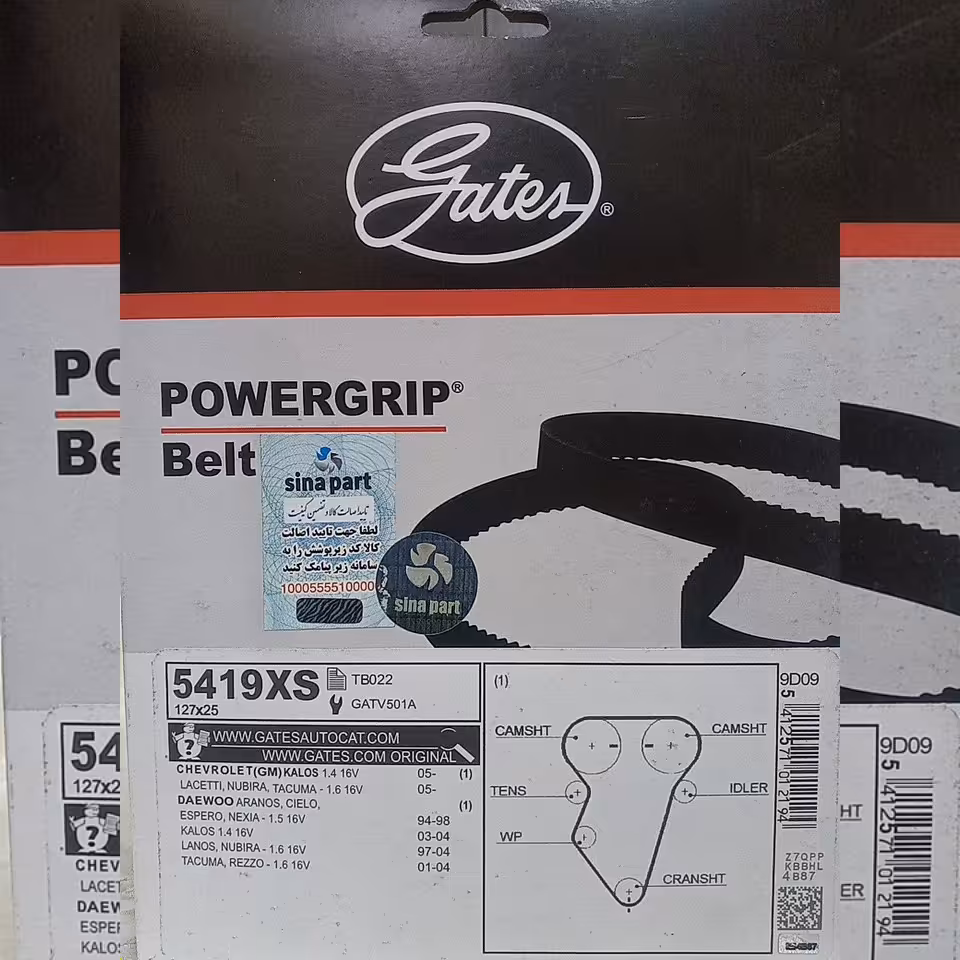 Gates®
POWERGRIP®
Belt
sina part
تاییداصالت کالا و تضمین کیفیت
لطفا جهت تایید اصالت
کالا کد زیرپوشش را به
سامانه زیر پیامک کنید
1000555510000
sina part
5419XS
127x25
TB022
GATV501A
WWW.GATESAUTOCAT.COM
WWW.GATES.COM ORIGINAL
CHEVROLET(GM) KALOS 1.4 16V 05- (1)
LACETTI, NUBIRA, TACUMA - 1.6 16V 05-
DAEWOO ARANOS, CIELO, (1)
ESPERO, NEXIA - 1.5 16V 94-98
KALOS 1.4 16V 03-04
LANOS, NUBIRA - 1.6 16V 97-04
TACUMA, REZZO - 1.6 16V 01-04
(1)
CAMSHT
CAMSHT
TENS
IDLER
WP
CRANSHT
9D09
5 412571 012194
Z7QPP
KBBHL
4B87
PO
Be
54
127x2
?
CHEV
LACET
DAEW
ESPER
KALOS
9D09
5 412571 012194
HT
ER